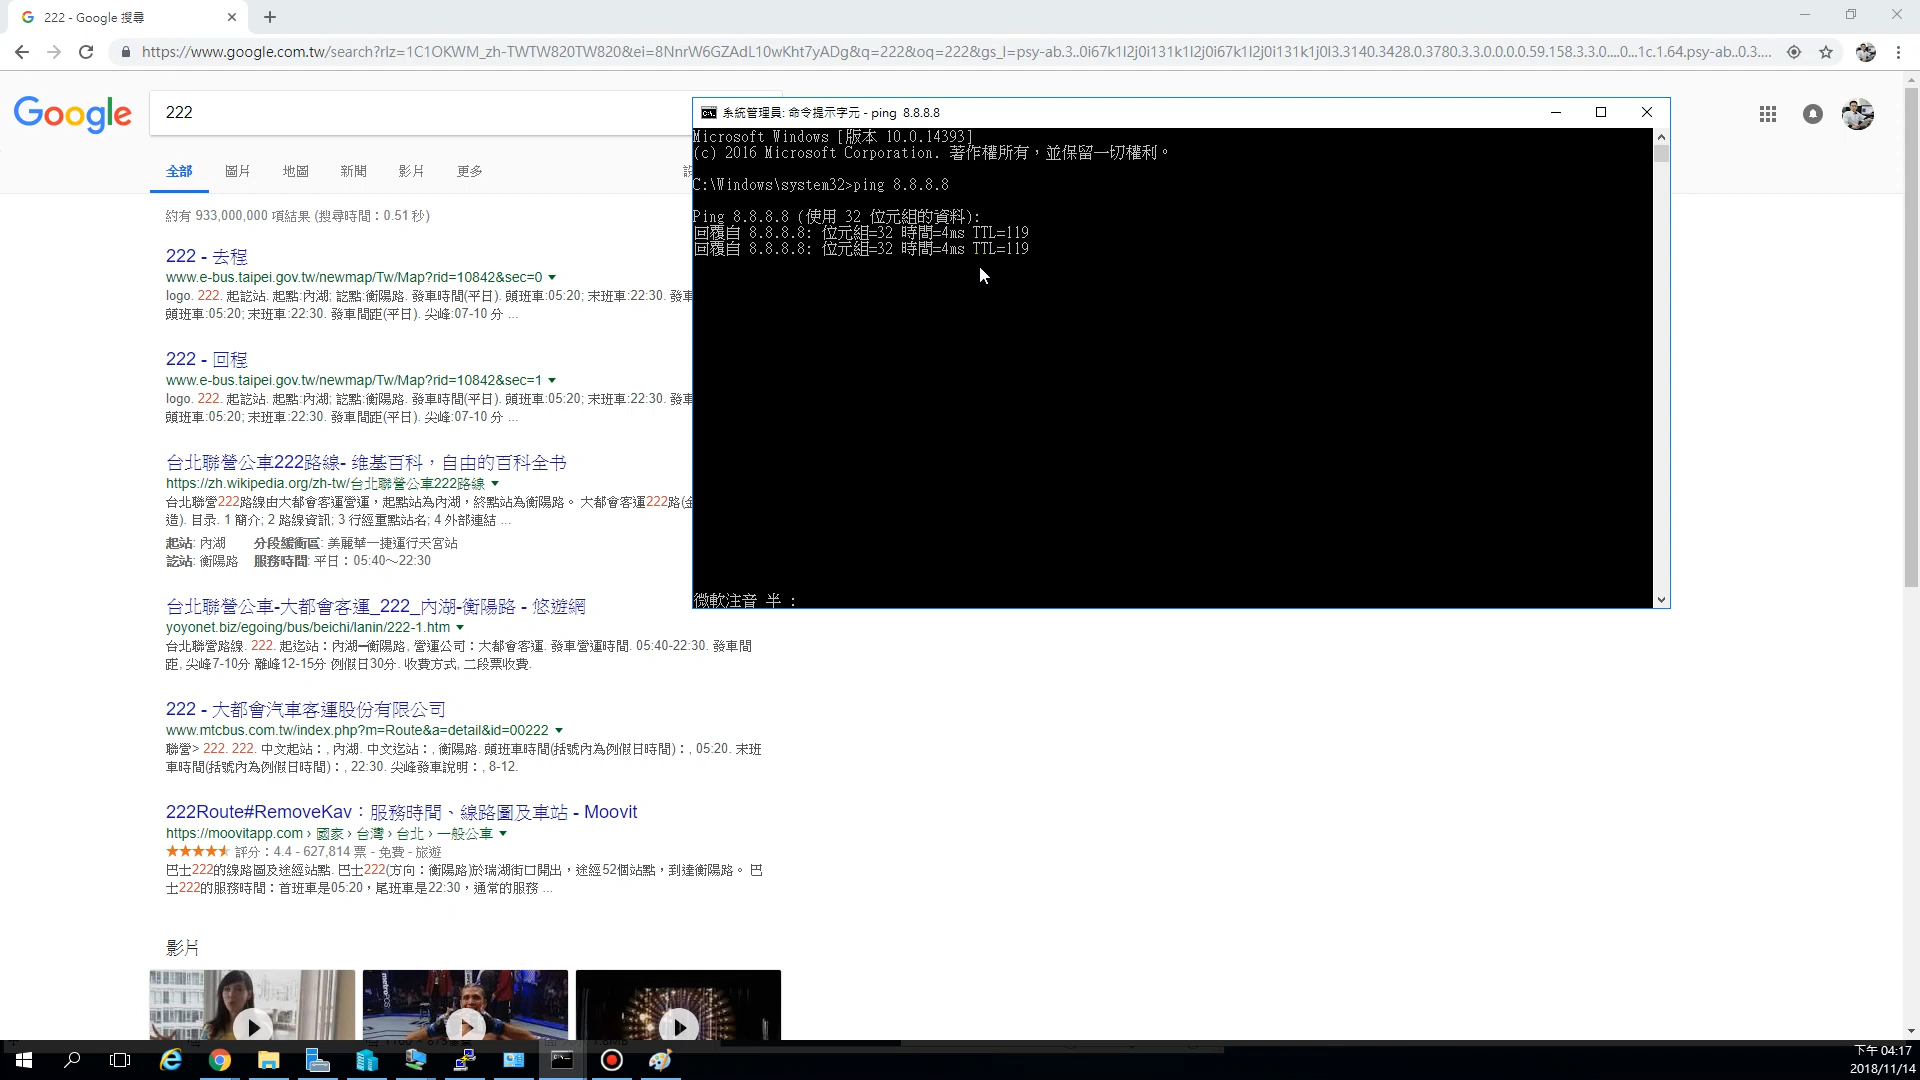 222 - Google 搜尋
https://www.google.com.tw/search?rlz=1C1OKWM_zh-TWTW820TW820&ei=8NnrW6GZAdL10wKht7yADg&q=222&oq=222&gs_l=psy-ab.3..0i67k1l2j0i131k1l2j0i67k1l2j0i131k1j0l3.3140.3428.0.3780.3.3.0.0.0.0.59.158.3.3.0....0...1c.1.64.psy-ab..0.3....
Google
222
全部 圖片 地圖 新聞 影片 更多
約有 933,000,000 項結果 (搜尋時間：0.51 秒)
222 - 去程
www.e-bus.taipei.gov.tw/newmap/Tw/Map?rid=10842&sec=0
logo. 222. 起訖站. 起點:內湖; 訖點:衡陽路. 發車時間(平日). 頭班車:05:20; 末班車:22:30. 發車
頭班車:05:20; 末班車:22:30. 發車間距(平日). 尖峰:07-10 分 ...
222 - 回程
www.e-bus.taipei.gov.tw/newmap/Tw/Map?rid=10842&sec=1
logo. 222. 起訖站. 起點:內湖; 訖點:衡陽路. 發車時間(平日). 頭班車:05:20; 末班車:22:30. 發車
頭班車:05:20; 末班車:22:30. 發車間距(平日). 尖峰:07-10 分 ...
台北聯營公車222路線- 维基百科，自由的百科全书
https://zh.wikipedia.org/zh-tw/台北聯營公車222路線
台北聯營222路線由大都會客運營運，起點站為內湖，終點站為衡陽路。 大都會客運222路(金
造). 目录. 1 簡介; 2 路線資訊; 3 行經重點站名; 4 外部連結 ...
起站: 內湖 分段緩衝區: 美麗華一捷運行天宮站
訖站: 衡陽路 服務時間: 平日：05:40～22:30
台北聯營公車-大都會客運_222_內湖-衡陽路 - 悠遊網
yoyonet.biz/egoing/bus/beichi/lanin/222-1.htm
台北聯營路線. 222. 起迄站：內湖─衡陽路, 營運公司：大都會客運. 發車營運時間. 05:40-22:30. 發車間
距, 尖峰7-10分 離峰12-15分 例假日30分. 收費方式, 二段票收費.
222 - 大都會汽車客運股份有限公司
www.mtcbus.com.tw/index.php?m=Route&a=detail&id=00222
聯營> 222. 222. 中文起站：, 內湖. 中文迄站：, 衡陽路. 頭班車時間(括號內為例假日時間)：, 05:20. 末班
車時間(括號內為例假日時間)：, 22:30. 尖峰發車說明：, 8-12.
222Route#RemoveKav：服務時間、線路圖及車站 - Moovit
https://moovitapp.com › 國家 › 台灣 › 台北 › 一般公車
評分：4.4 - 627,814 票 - 免費 - 旅遊
巴士222的線路圖及途經站點. 巴士222(方向：衡陽路)於瑞湖街口開出，途經52個站點，到達衡陽路。 巴
士222的服務時間：首班車是05:20，尾班車是22:30，通常的服務 ...
影片
系統管理員: 命令提示字元 - ping 8.8.8.8
Microsoft Windows [版本 10.0.14393]
(c) 2016 Microsoft Corporation. 著作權所有，並保留一切權利。
C:\Windows\system32>ping 8.8.8.8
Ping 8.8.8.8 (使用 32 位元組的資料):
回覆自 8.8.8.8: 位元組=32 時間=4ms TTL=119
回覆自 8.8.8.8: 位元組=32 時間=4ms TTL=119
微軟注音 半 :
下午 04:17
2018/11/14